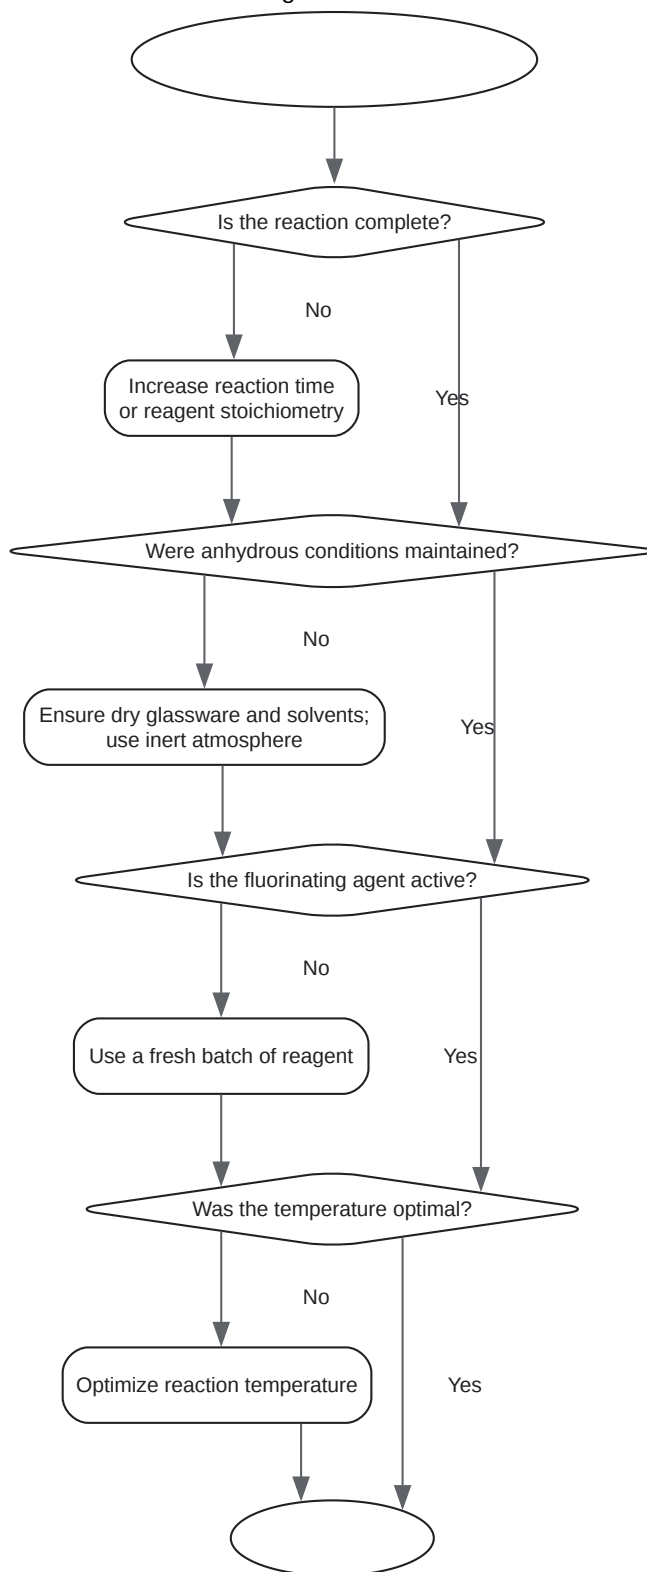 Is the reaction complete?
No
Increase reaction time
or reagent stoichiometry
Yes
Were anhydrous conditions maintained?
No
Ensure dry glassware and solvents;
use inert atmosphere
Yes
Is the fluorinating agent active?
No
Use a fresh batch of reagent
Yes
Was the temperature optimal?
No
Optimize reaction temperature
Yes